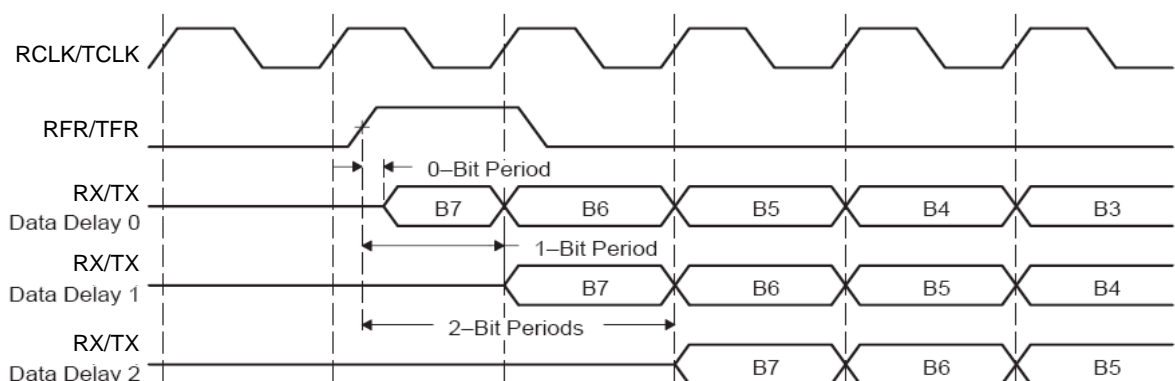 RCLK/TCLK
RFR/TFR
0–Bit Period
RX/TX
Data Delay 0
B7 B6 B5 B4 B3
1–Bit Period
RX/TX
Data Delay 1
B7 B6 B5 B4
2–Bit Periods
RX/TX
Data Delay 2
B7 B6 B5